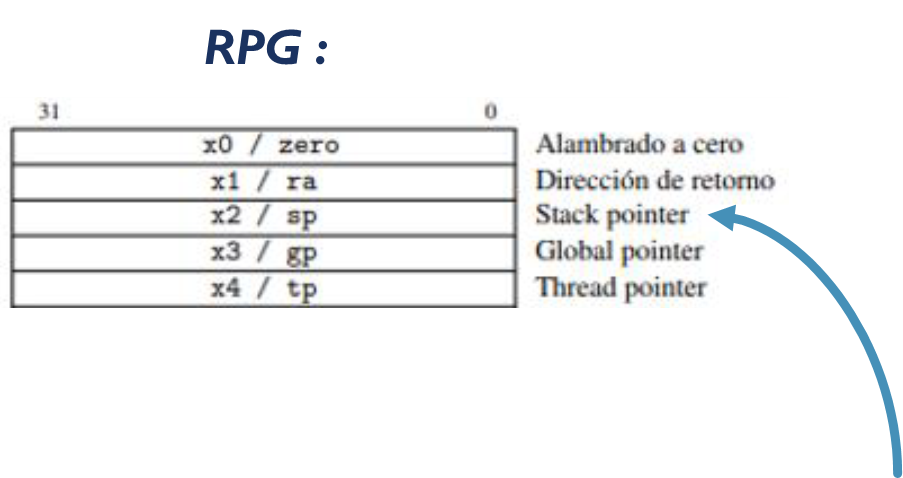 RPG :
31 0
x0 / zero Alambrado a cero
x1 / ra Dirección de retorno
x2 / sp Stack pointer
x3 / gp Global pointer
x4 / tp Thread pointer